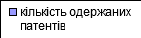 кількість одержаних
патентів